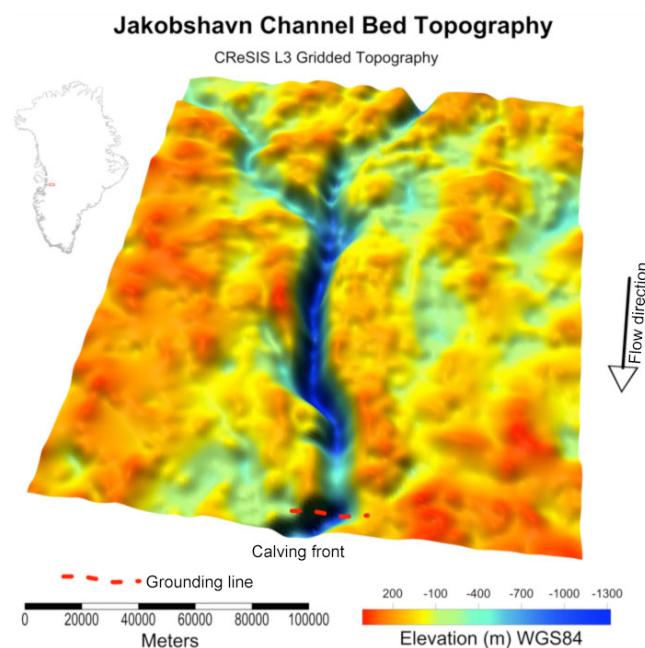 Jakobshavn Channel Bed Topography
CReSIS L3 Gridded Topography
Flow direction
Calving front
Grounding line
0 20000 40000 60000 80000 100000
Meters
200 -100 -400 -700 -1000 -1300
Elevation (m) WGS84